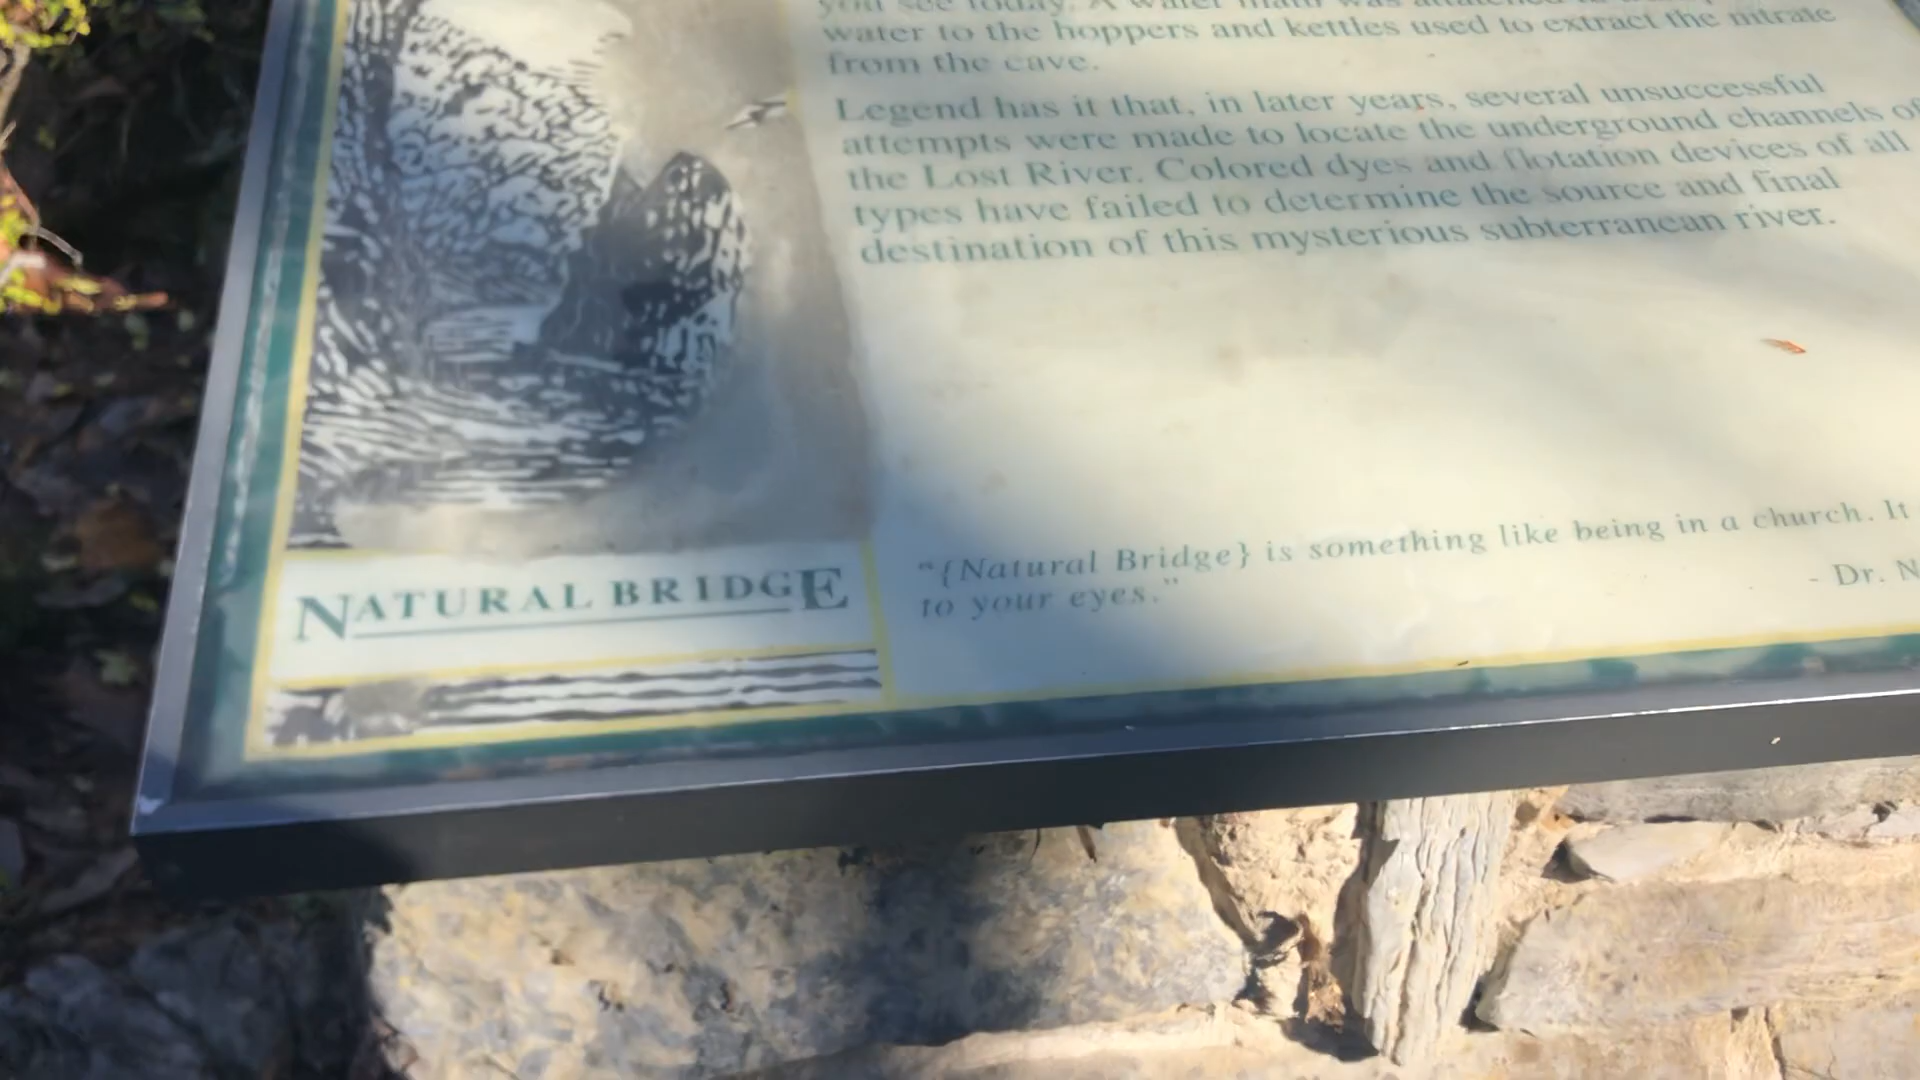 you see today. A water main was attached to
water to the hoppers and kettles used to extract the nitrate
from the cave.
Legend has it that, in later years, several unsuccessful
attempts were made to locate the underground channels of
the Lost River. Colored dyes and flotation devices of all
types have failed to determine the source and final
destination of this mysterious subterranean river.
"{Natural Bridge} is something like being in a church. It
- Dr. N
to your eyes."
NATURAL BRIDGE